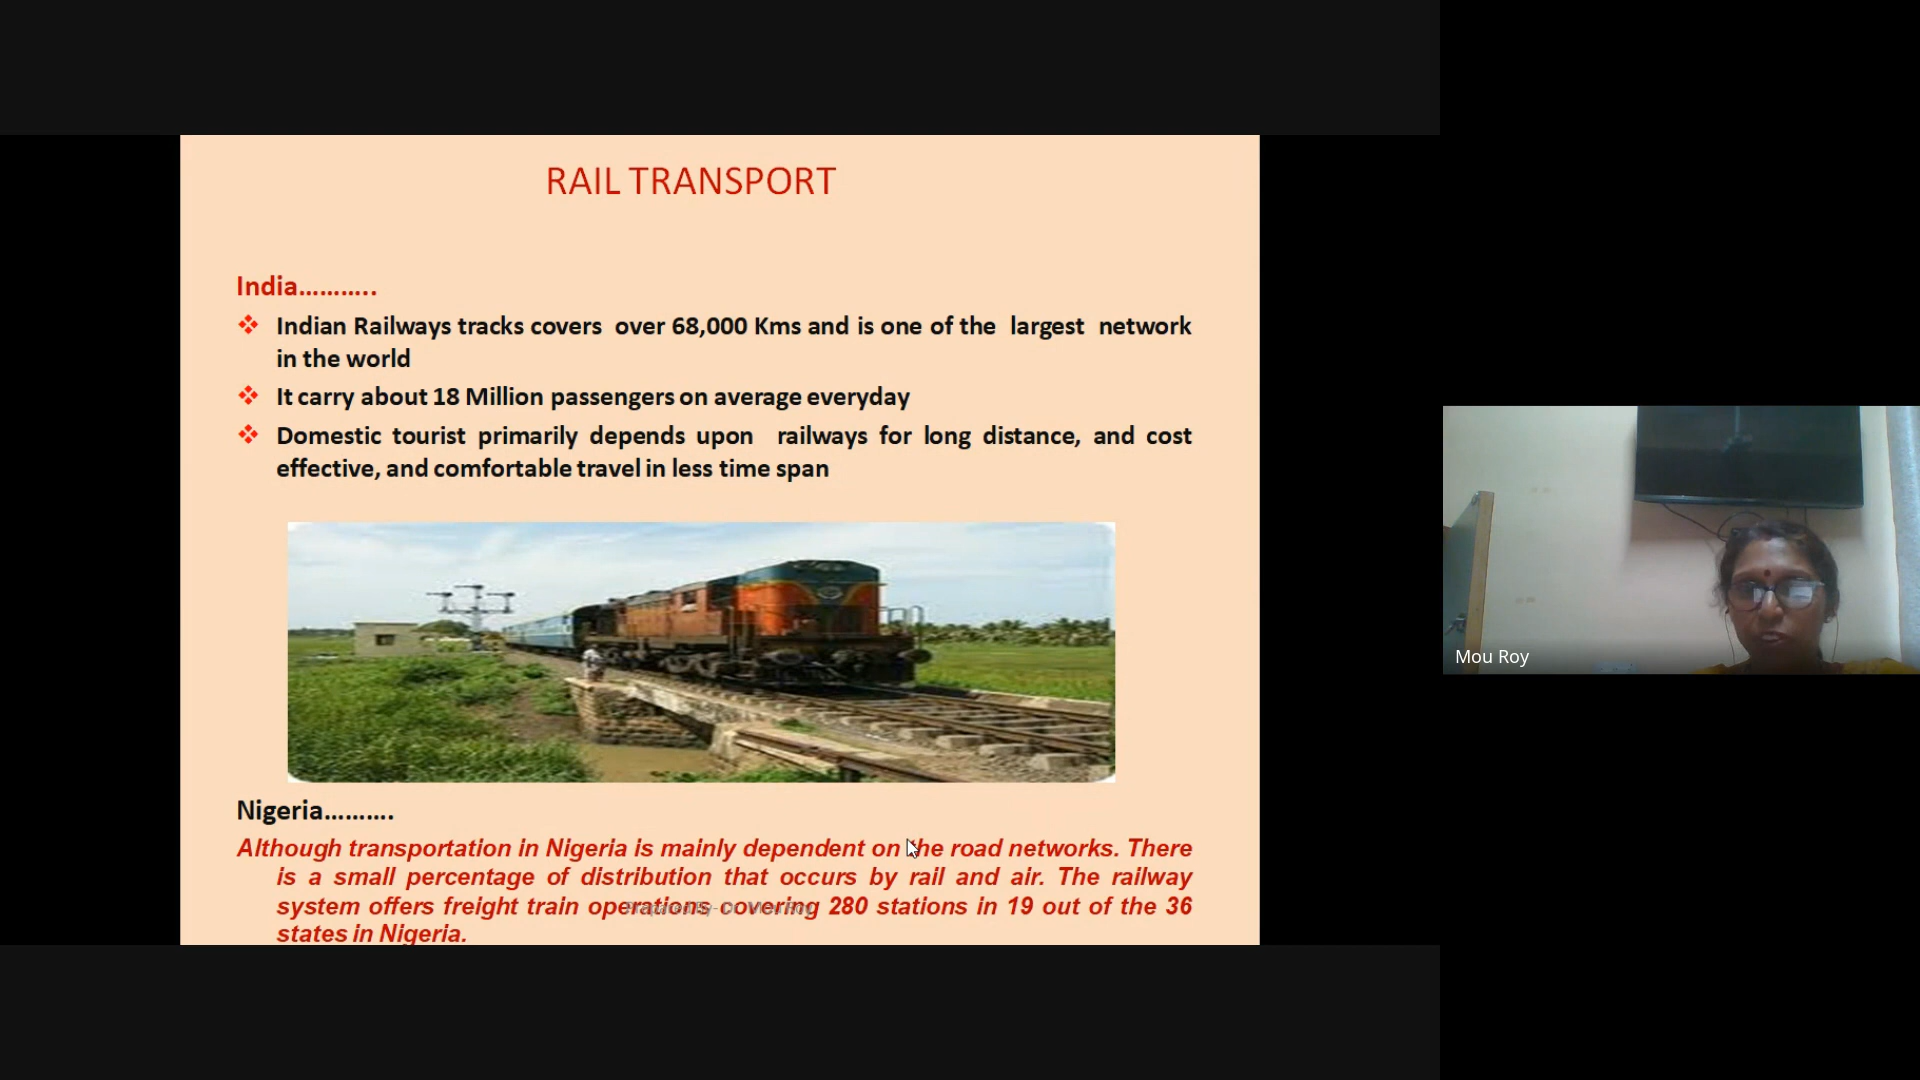 RAIL TRANSPORT
India………..
Indian Railways tracks covers over 68,000 Kms and is one of the largest network
in the world
It carry about 18 Million passengers on average everyday
Domestic tourist primarily depends upon railways for long distance, and cost
effective, and comfortable travel in less time span
Mou Roy
Nigeria……….
Although transportation in Nigeria is mainly dependent on the road networks. There
is a small percentage of distribution that occurs by rail and air. The railway
system offers freight train operations covering 280 stations in 19 out of the 36
states in Nigeria.